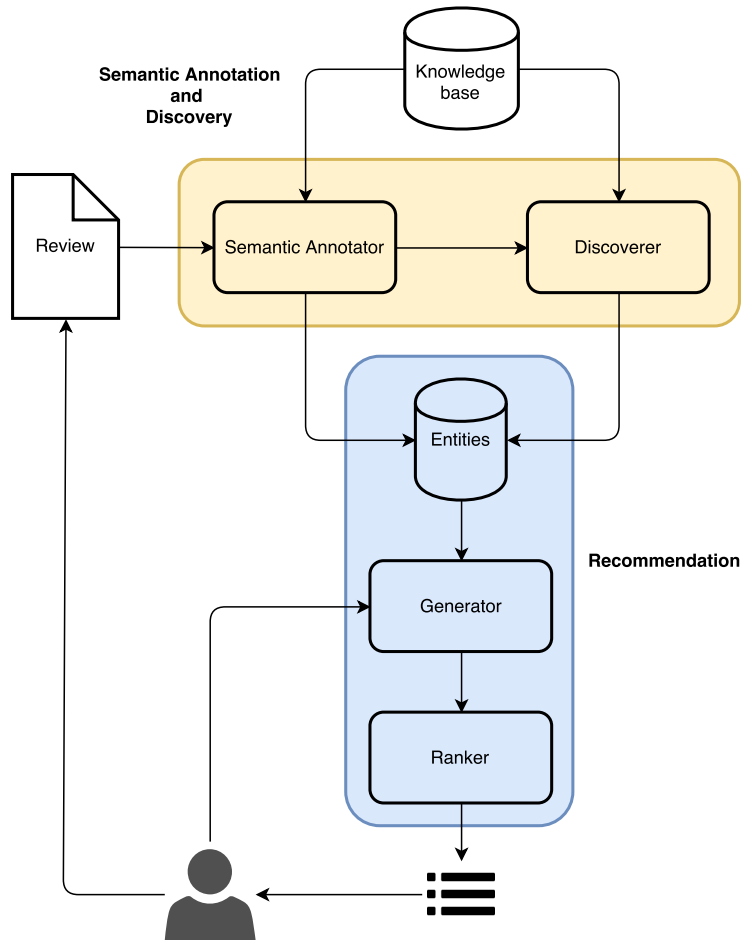 Knowledge
base
Semantic Annotation
and
Discovery
Review
Semantic Annotator
Discoverer
Entities
Recommendation
Generator
Ranker